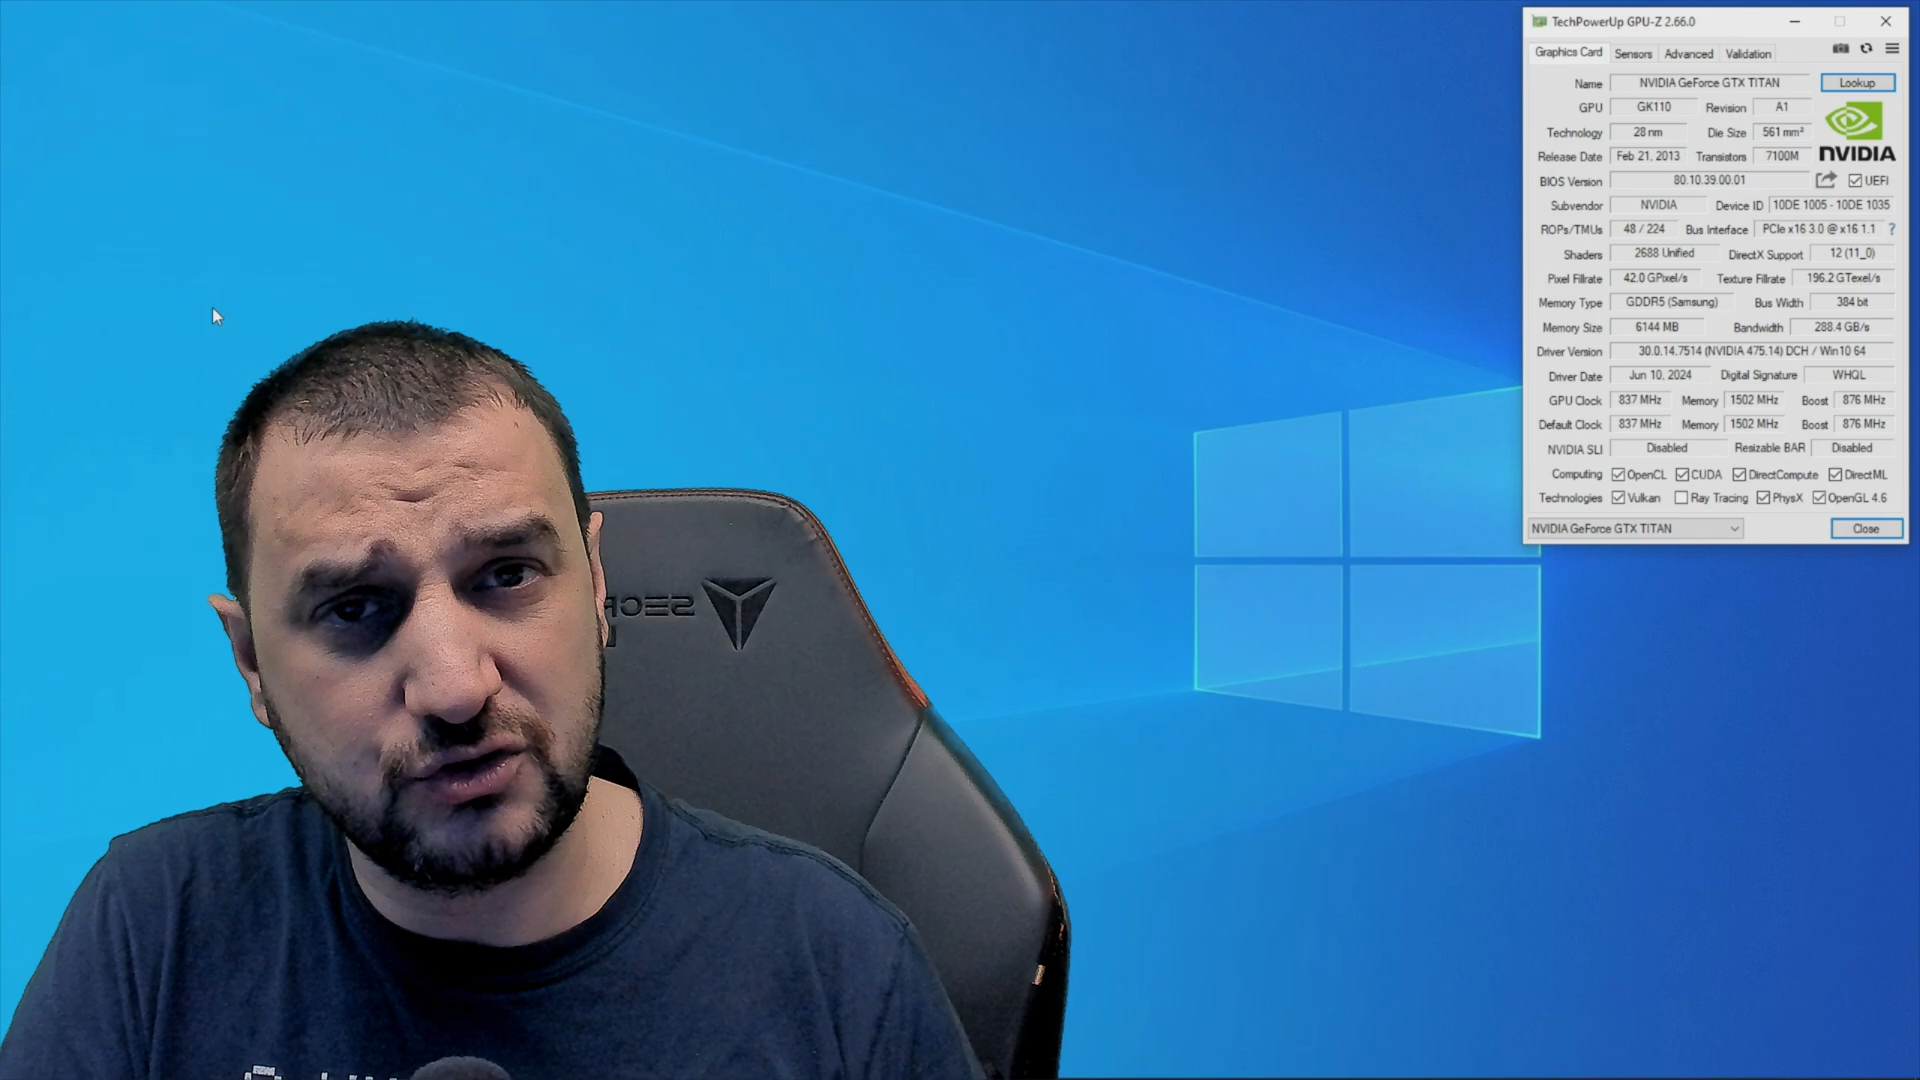 TechPowerUp GPU-Z 2.66.0
Graphics Card Sensors Advanced Validation
Name NVIDIA GeForce GTX TITAN Lookup
GPU GK110 Revision A1
Technology 28 nm Die Size 561 mm²
Release Date Feb 21, 2013 Transistors 7100M
NVIDIA
BIOS Version 80.10.39.00.01 UEFI
Subvendor NVIDIA Device ID 10DE 1005 - 10DE 1035
ROPs/TMUs 48 / 224 Bus Interface PCIe x16 3.0 @ x16 1.1 ?
Shaders 2688 Unified DirectX Support 12 (11_0)
Pixel Fillrate 42.0 GPixel/s Texture Fillrate 196.2 GTexel/s
Memory Type GDDR5 (Samsung) Bus Width 384 bit
Memory Size 6144 MB Bandwidth 288.4 GB/s
Driver Version 30.0.14.7514 (NVIDIA 475.14) DCH / Win10 64
Driver Date Jun 10, 2024 Digital Signature WHQL
GPU Clock 837 MHz Memory 1502 MHz Boost 876 MHz
Default Clock 837 MHz Memory 1502 MHz Boost 876 MHz
NVIDIA SLI Disabled Resizable BAR Disabled
Computing OpenCL CUDA DirectCompute DirectML
Technologies Vulkan Ray Tracing PhysX OpenGL 4.6
NVIDIA GeForce GTX TITAN Close